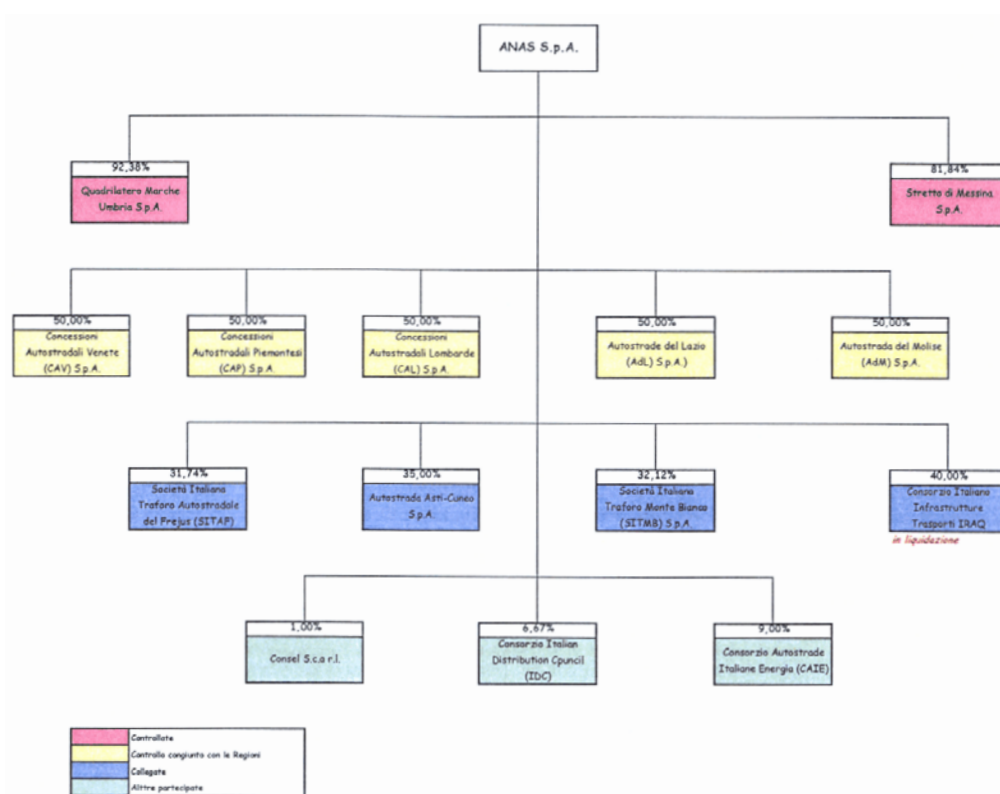 ANAS S.p.A.
92,38%
Quadrilatero Marche
Umbria S.p.A.
81,84%
Stretto di Messina
S.p.A.
50,00%
Concessioni
Autostradali Venete
(CAV) S.p.A.
50,00%
Concessioni
Autostradali Piemontesi
(CAP) S.p.A.
50,00%
Concessioni
Autostradali Lombarde
(CAL) S.p.A.
50,00%
Autostrade del Lazio
(AdL) S.p.A.)
50,00%
Autostrada del Molise
(AdM) S.p.A.
31,74%
Società Italiana
Traforo Autostradale
del Frejus (SITAF)
35,00%
Autostrada Asti-Cuneo
S.p.A.
32,12%
Società Italiana
Traforo Monte Bianco
(SITMB) S.p.A.
40,00%
Consorzio Italiano
Infrastrutture
Trasporti IRAQ
in liquidazione
1,00%
Consel S.c.a r.l.
6,67%
Consorzio Italian
Distribution Cpuncil
(IDC)
9,00%
Consorzio Autostrade
Italiane Energia (CAIE)
Controllate
Controllo congiunto con le Regioni
Collegate
Alttre partecipate